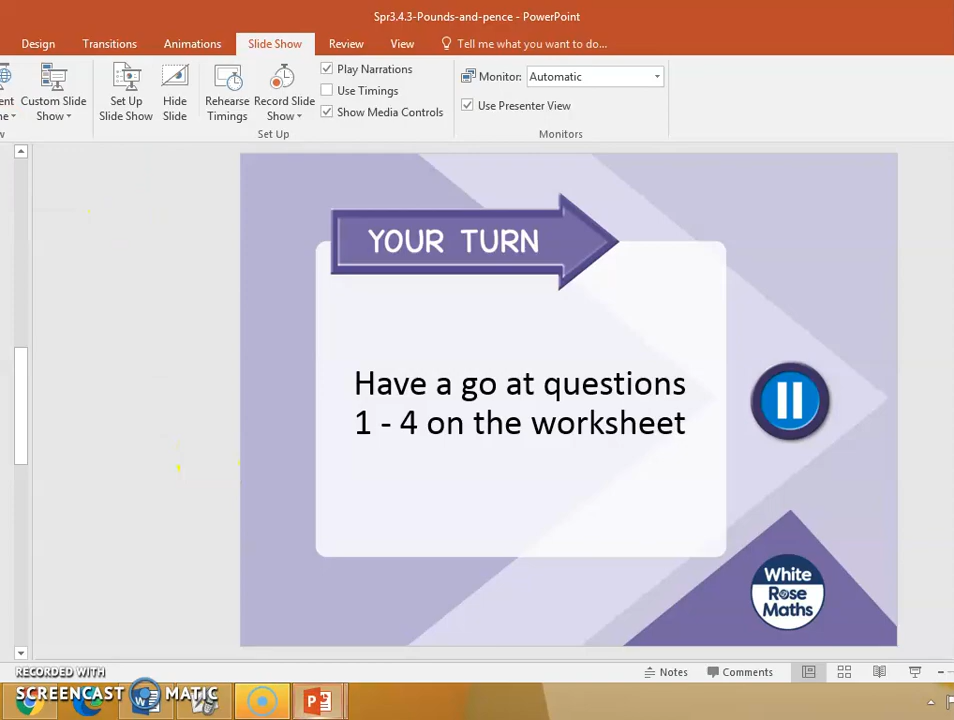 Spr3.4.3-Pounds-and-pence - PowerPoint
Design Transitions Animations Slide Show Review View Tell me what you want to do...
Custom Slide Show
Set Up Slide Show
Hide Slide
Rehearse Timings
Record Slide Show
Play Narrations
Use Timings
Show Media Controls
Set Up
Monitor: Automatic
Use Presenter View
Monitors
YOUR TURN
Have a go at questions
1 - 4 on the worksheet
White
Rose
Maths
Notes Comments
RECORDED WITH
SCREENCAST MATIC